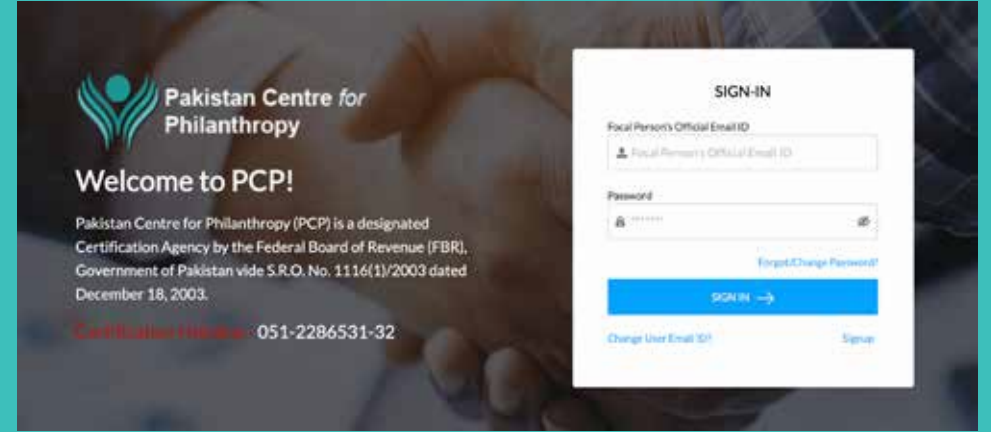 Pakistan Centre for
Philanthropy
Welcome to PCP!
Pakistan Centre for Philanthropy (PCP) is a designated
Certification Agency by the Federal Board of Revenue (FBR),
Government of Pakistan vide S.R.O. No. 1116(1)/2003 dated
December 18, 2003.
Certification Helpline: 051-2286531-32
SIGN-IN
Focal Person's Official Email ID
Focal Person's Official Email ID
Password
*******
Forgot/Change Password?
SIGN IN →
Change User Email ID?
Signup